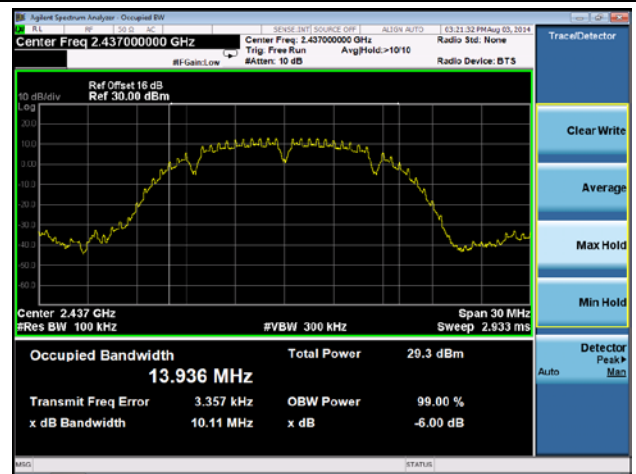 Agilent Spectrum Analyzer - Occupied BW
RL RF 50 Ω AC SENSE:INT SOURCE OFF ALIGN AUTO 03:21:32 PM Aug 03, 2014
Center Freq 2.437000000 GHz
Center Freq: 2.437000000 GHz Radio Std: None
Trig: Free Run Avg|Hold:>10/10
#IFGain:Low #Atten: 10 dB Radio Device: BTS
Trace/Detector
Ref Offset 16 dB
10 dB/div Ref 30.00 dBm
Log
20.0
10.0
0.00
-10.0
-20.0
-30.0
-40.0
-50.0
-60.0
Center 2.437 GHz Span 30 MHz
#Res BW 100 kHz #VBW 300 kHz Sweep 2.933 ms
Occupied Bandwidth Total Power 29.3 dBm
13.936 MHz
Transmit Freq Error 3.357 kHz OBW Power 99.00 %
x dB Bandwidth 10.11 MHz x dB -6.00 dB
Clear Write
Average
Max Hold
Min Hold
Detector
Peak▶
Auto Man
MSG STATUS